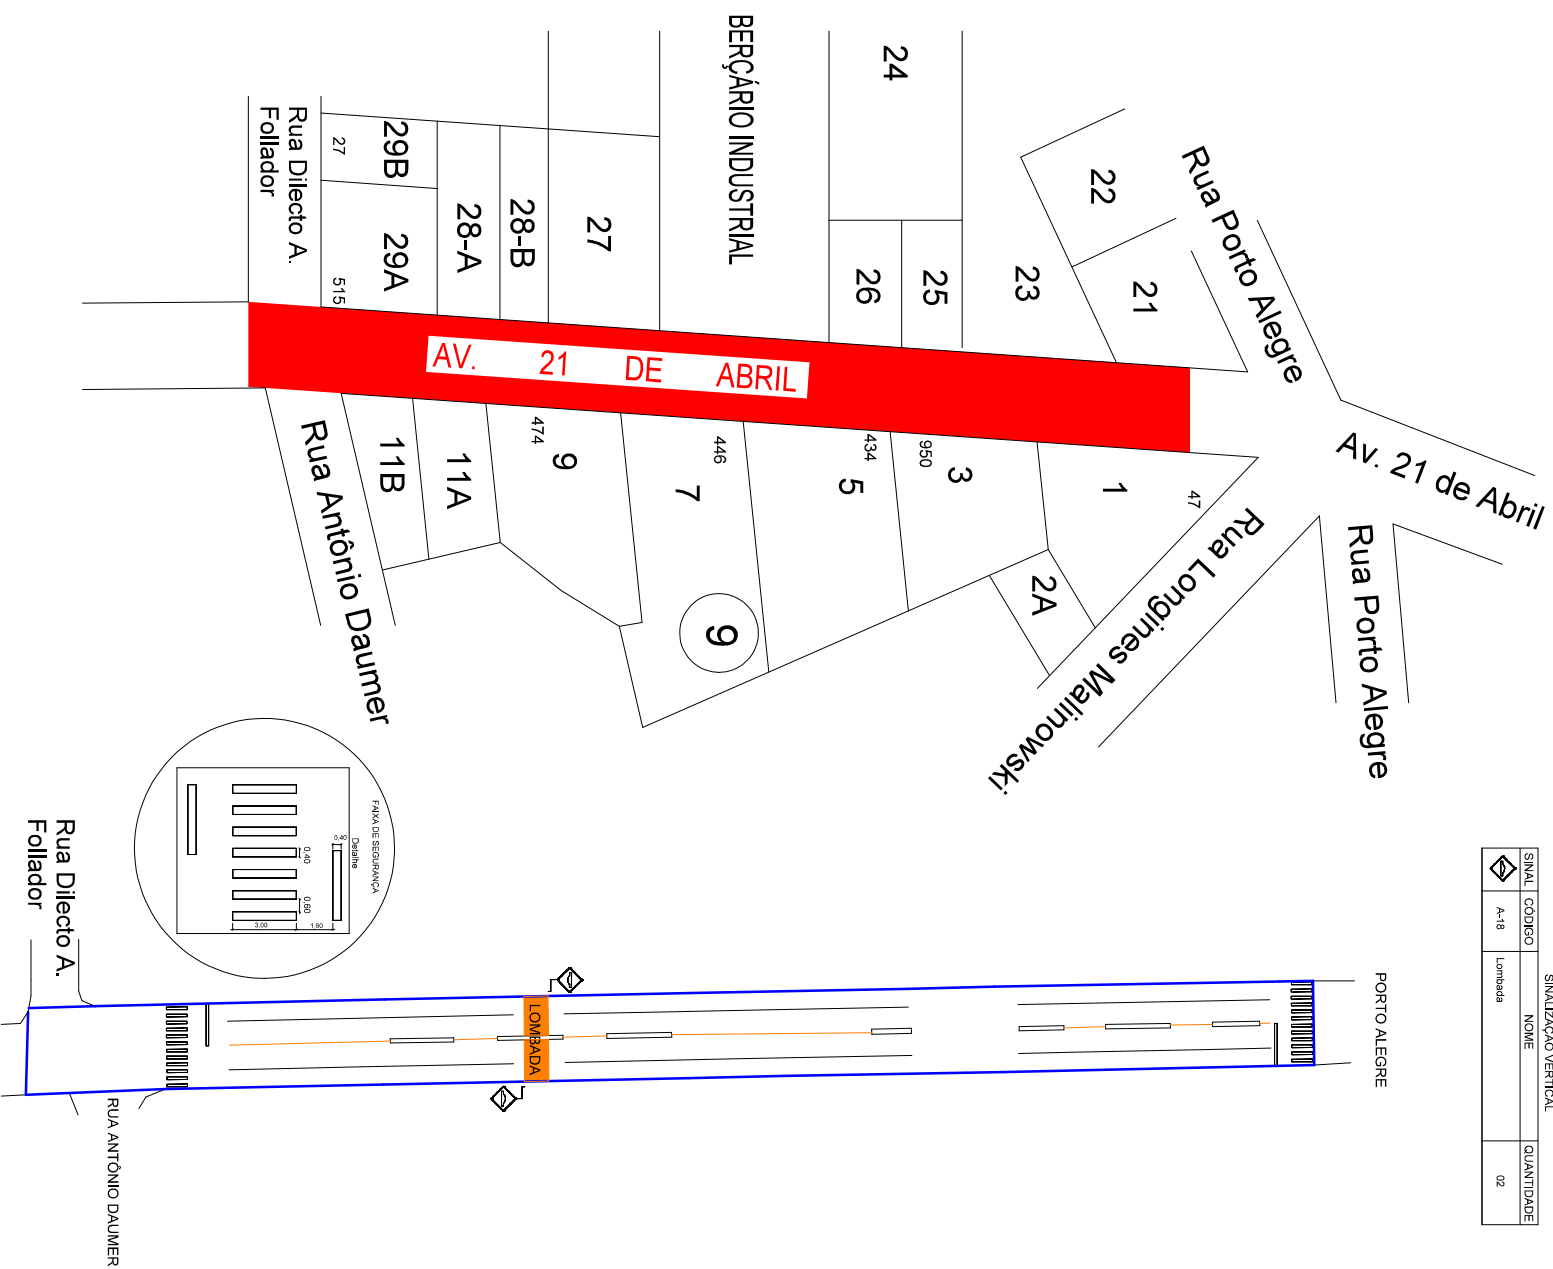 BERÇÁRIO INDUSTRIAL
24
22
Rua Porto Alegre
21
23
25
26
27
28-B
28-A
29B
27
29A
515
Rua Dilecto A.
Follador
AV. 21 DE ABRIL
Av. 21 de Abril
Rua Porto Alegre
Rua Longines Malinowski
47
1
2A
950
3
434
5
446
7
9
474
9
11A
11B
Rua Antônio Daumer
FAIXA DE SEGURANÇA
Detalhe
0,40
0,40
0,60
3,00
1,60
SINALIZAÇÃO VERTICAL
SINAL CÓDIGO NOME QUANTIDADE
A-18 Lombada 02
Rua Dilecto A.
Follador
LOMBADA
PORTO ALEGRE
RUA ANTÔNIO DAUMER